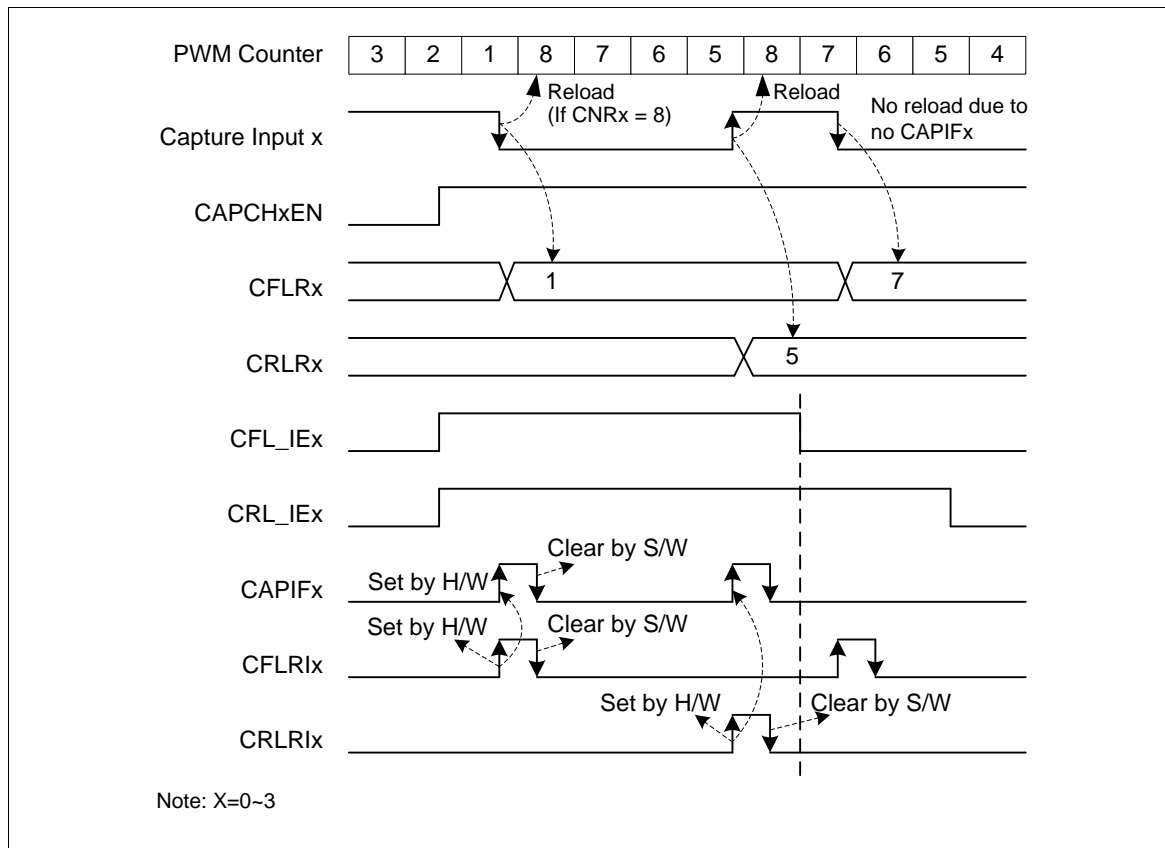 PWM Counter 3 2 1 8 7 6 5 8 7 6 5 4
Reload
(If CNRx = 8)
Reload
No reload due to
no CAPIFx
Capture Input x
CAPCHxEN
CFLRx 1 7
CRLRx 5
CFL_IEx
CRL_IEx
Clear by S/W
CAPIFx Set by H/W
Set by H/W Clear by S/W
CFLRIx
Set by H/W Clear by S/W
CRLRIx
Note: X=0~3